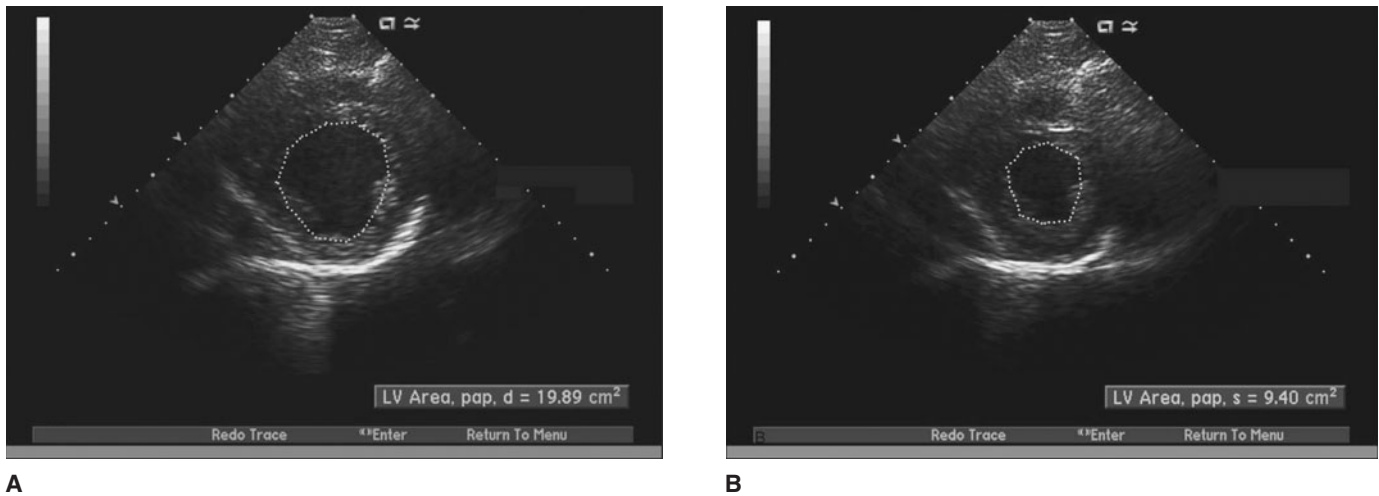 LV Area, pap, d = 19.89 cm²
Redo Trace Enter Return To Menu
A
LV Area, pap, s = 9.40 cm²
B
Redo Trace Enter Return To Menu
B